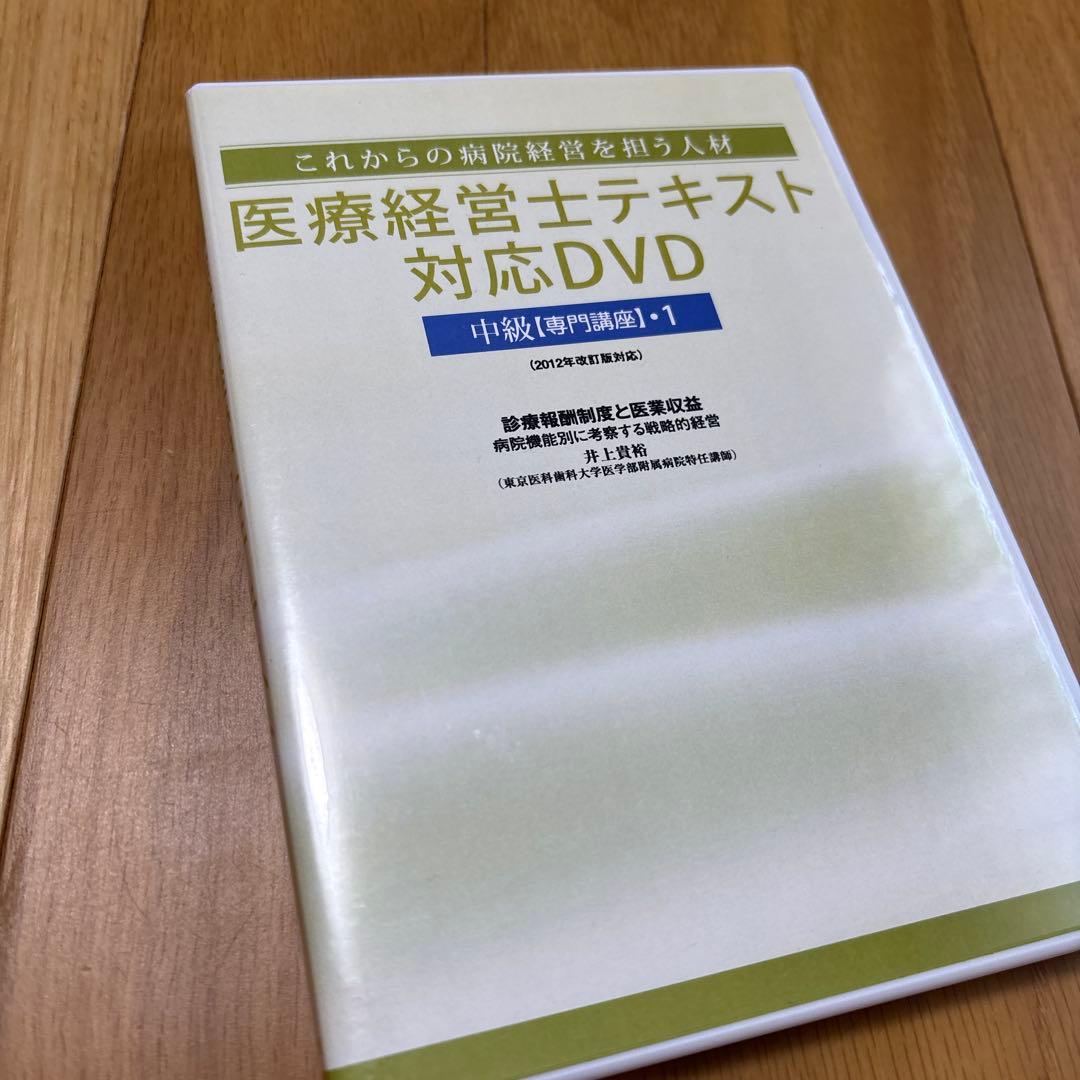 これからの病院経営を担う人材
医療経営士テキスト
対応DVD
中級【専門講座】・1
(2012年改訂版対応)
診療報酬制度と医業収益
病院機能別に考察する戦略的経営
井上貴裕
(東京医科歯科大学医学部附属病院特任講師)